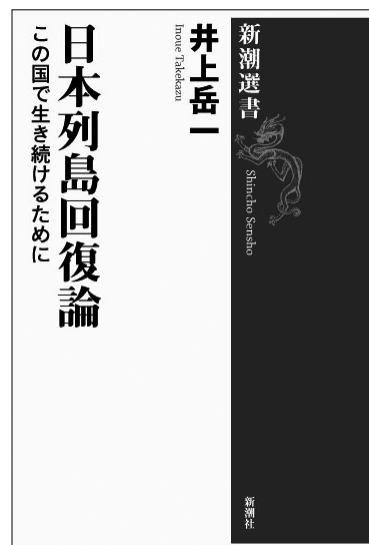 新潮選書
Shincho Sensho
井上岳一
Inoue Takekazu
日本列島回復論
この国で生き続けるために
新潮社